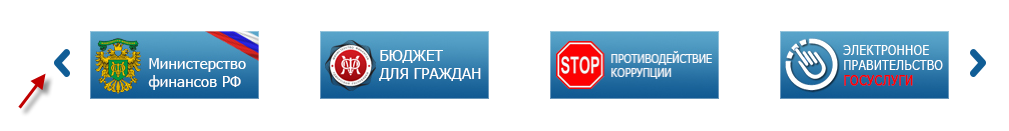 Министерство
финансов РФ
БЮДЖЕТ
ДЛЯ ГРАЖДАН
STOP
ПРОТИВОДЕЙСТВИЕ
КОРРУПЦИИ
ЭЛЕКТРОННОЕ
ПРАВИТЕЛЬСТВО
ГОСУСЛУГИ